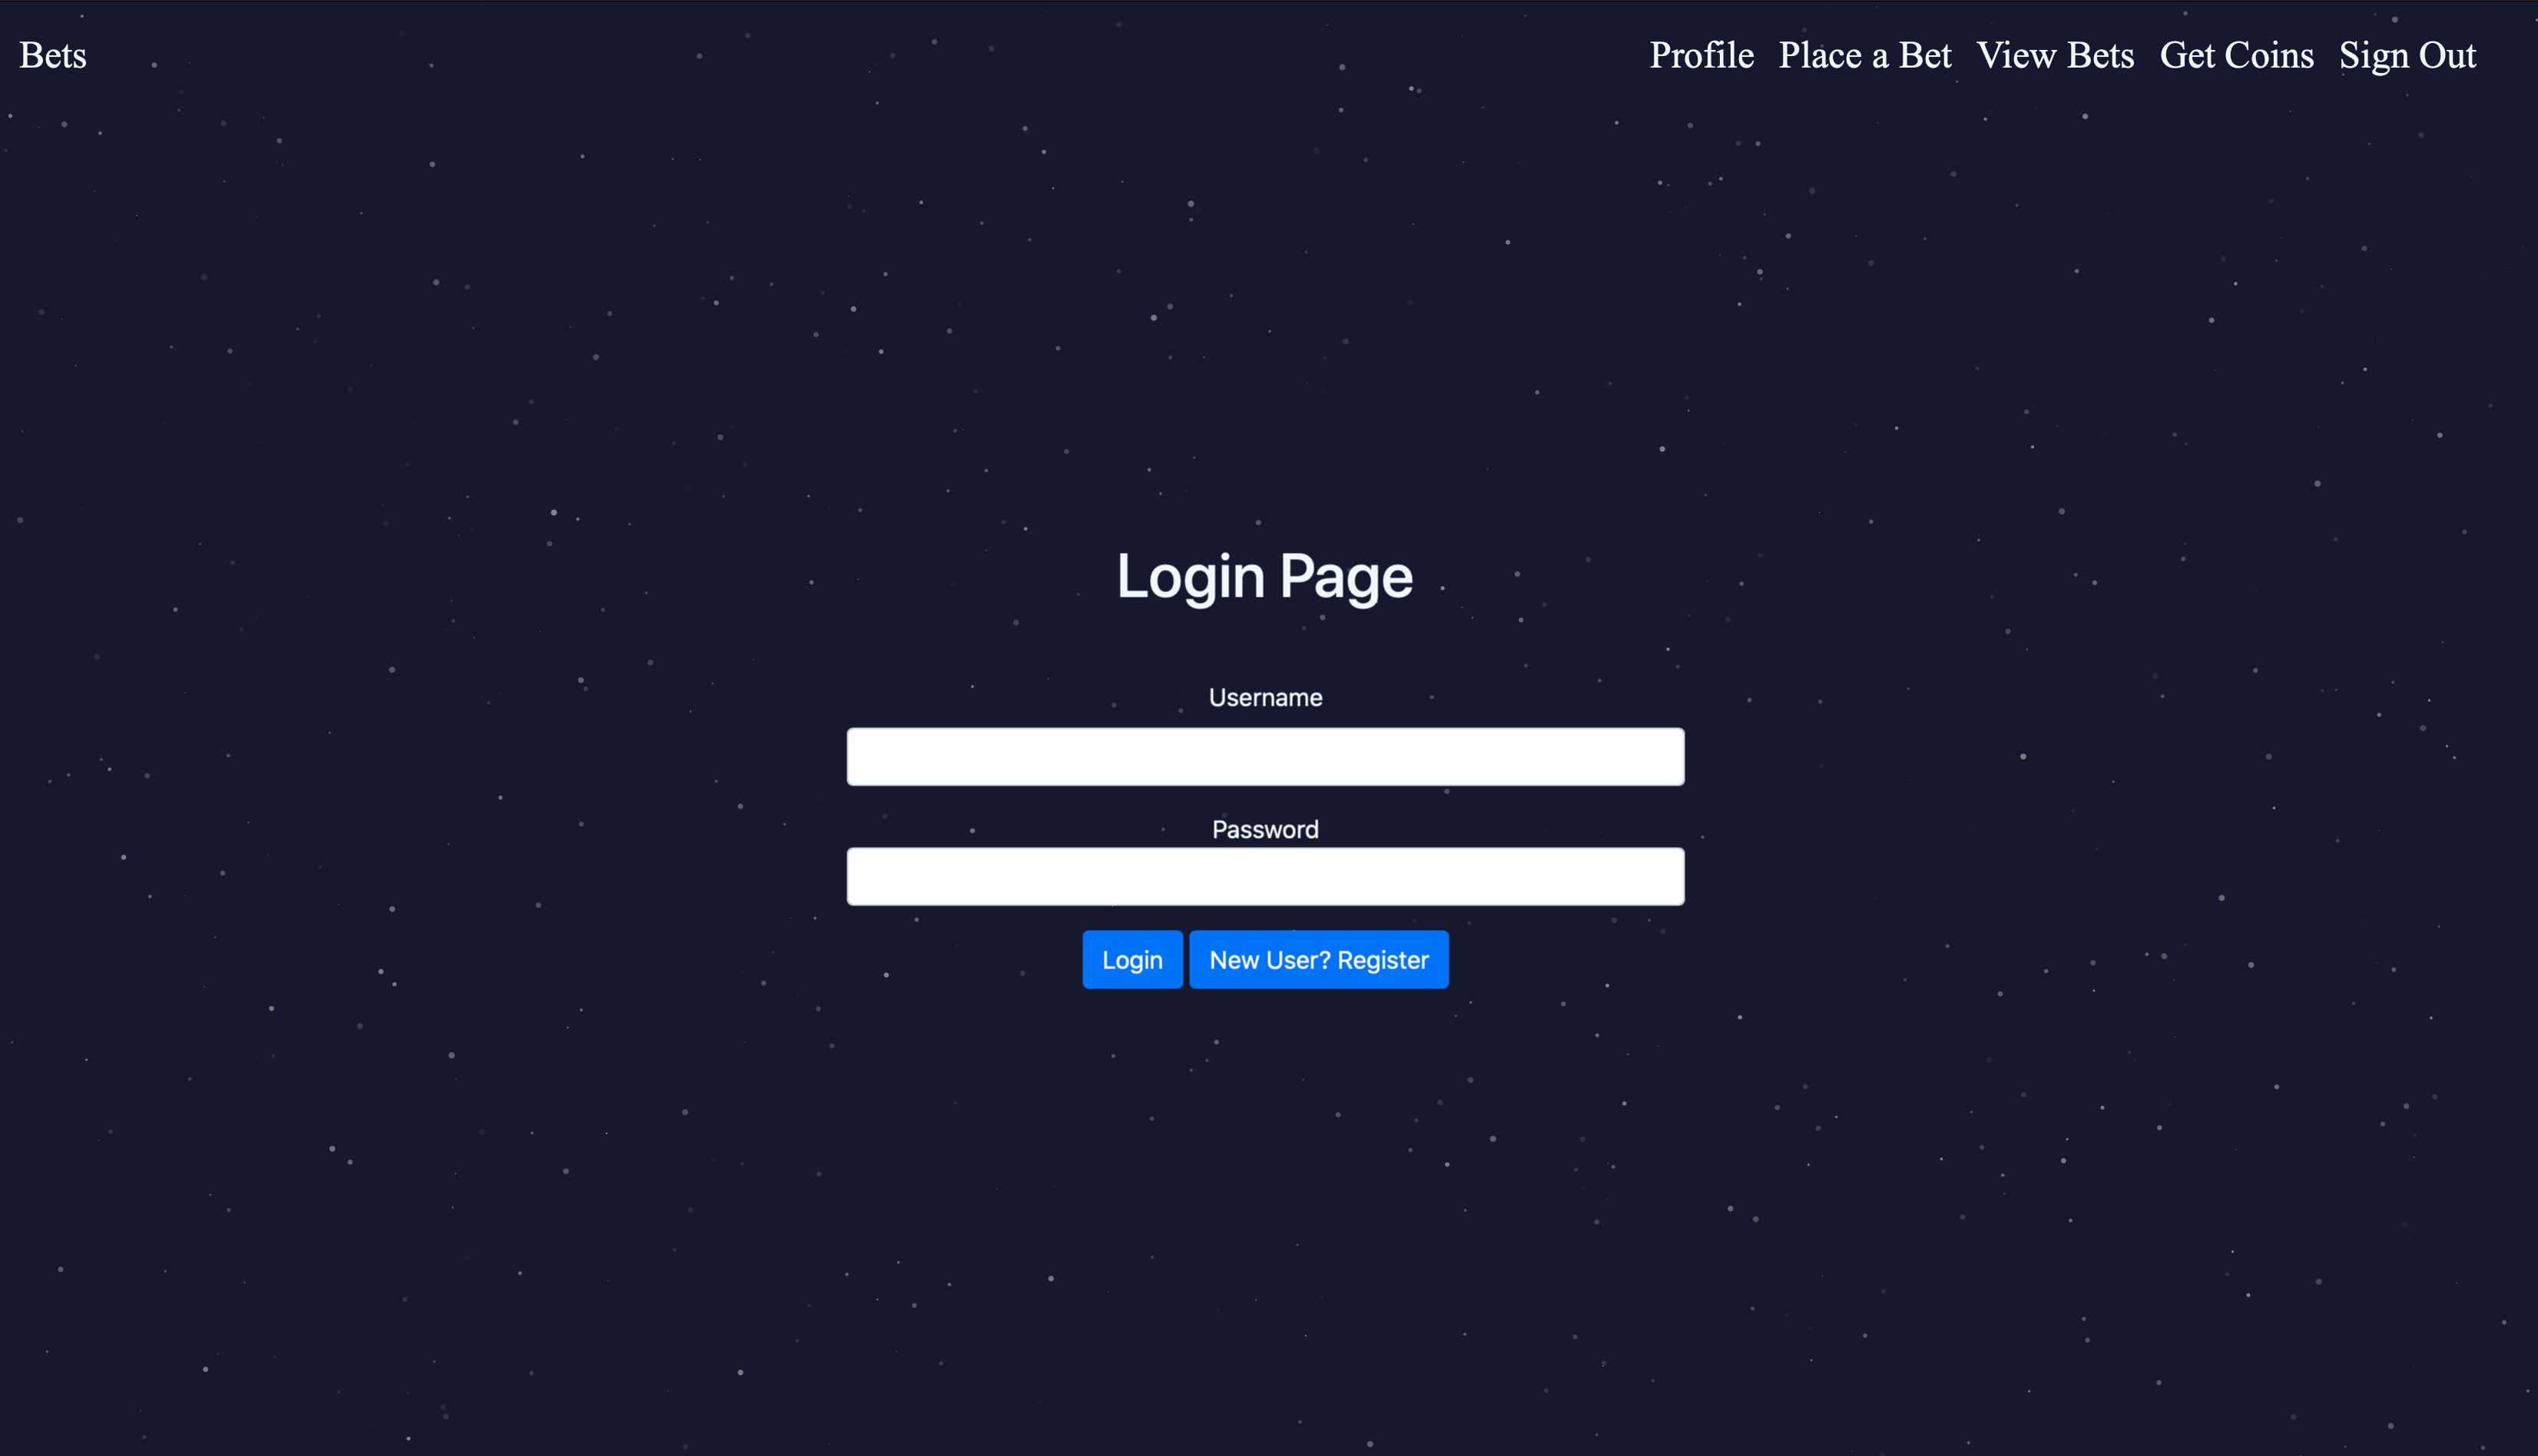 Bets Profile Place a Bet View Bets Get Coins Sign Out
Login Page
Username
Password
Login New User? Register